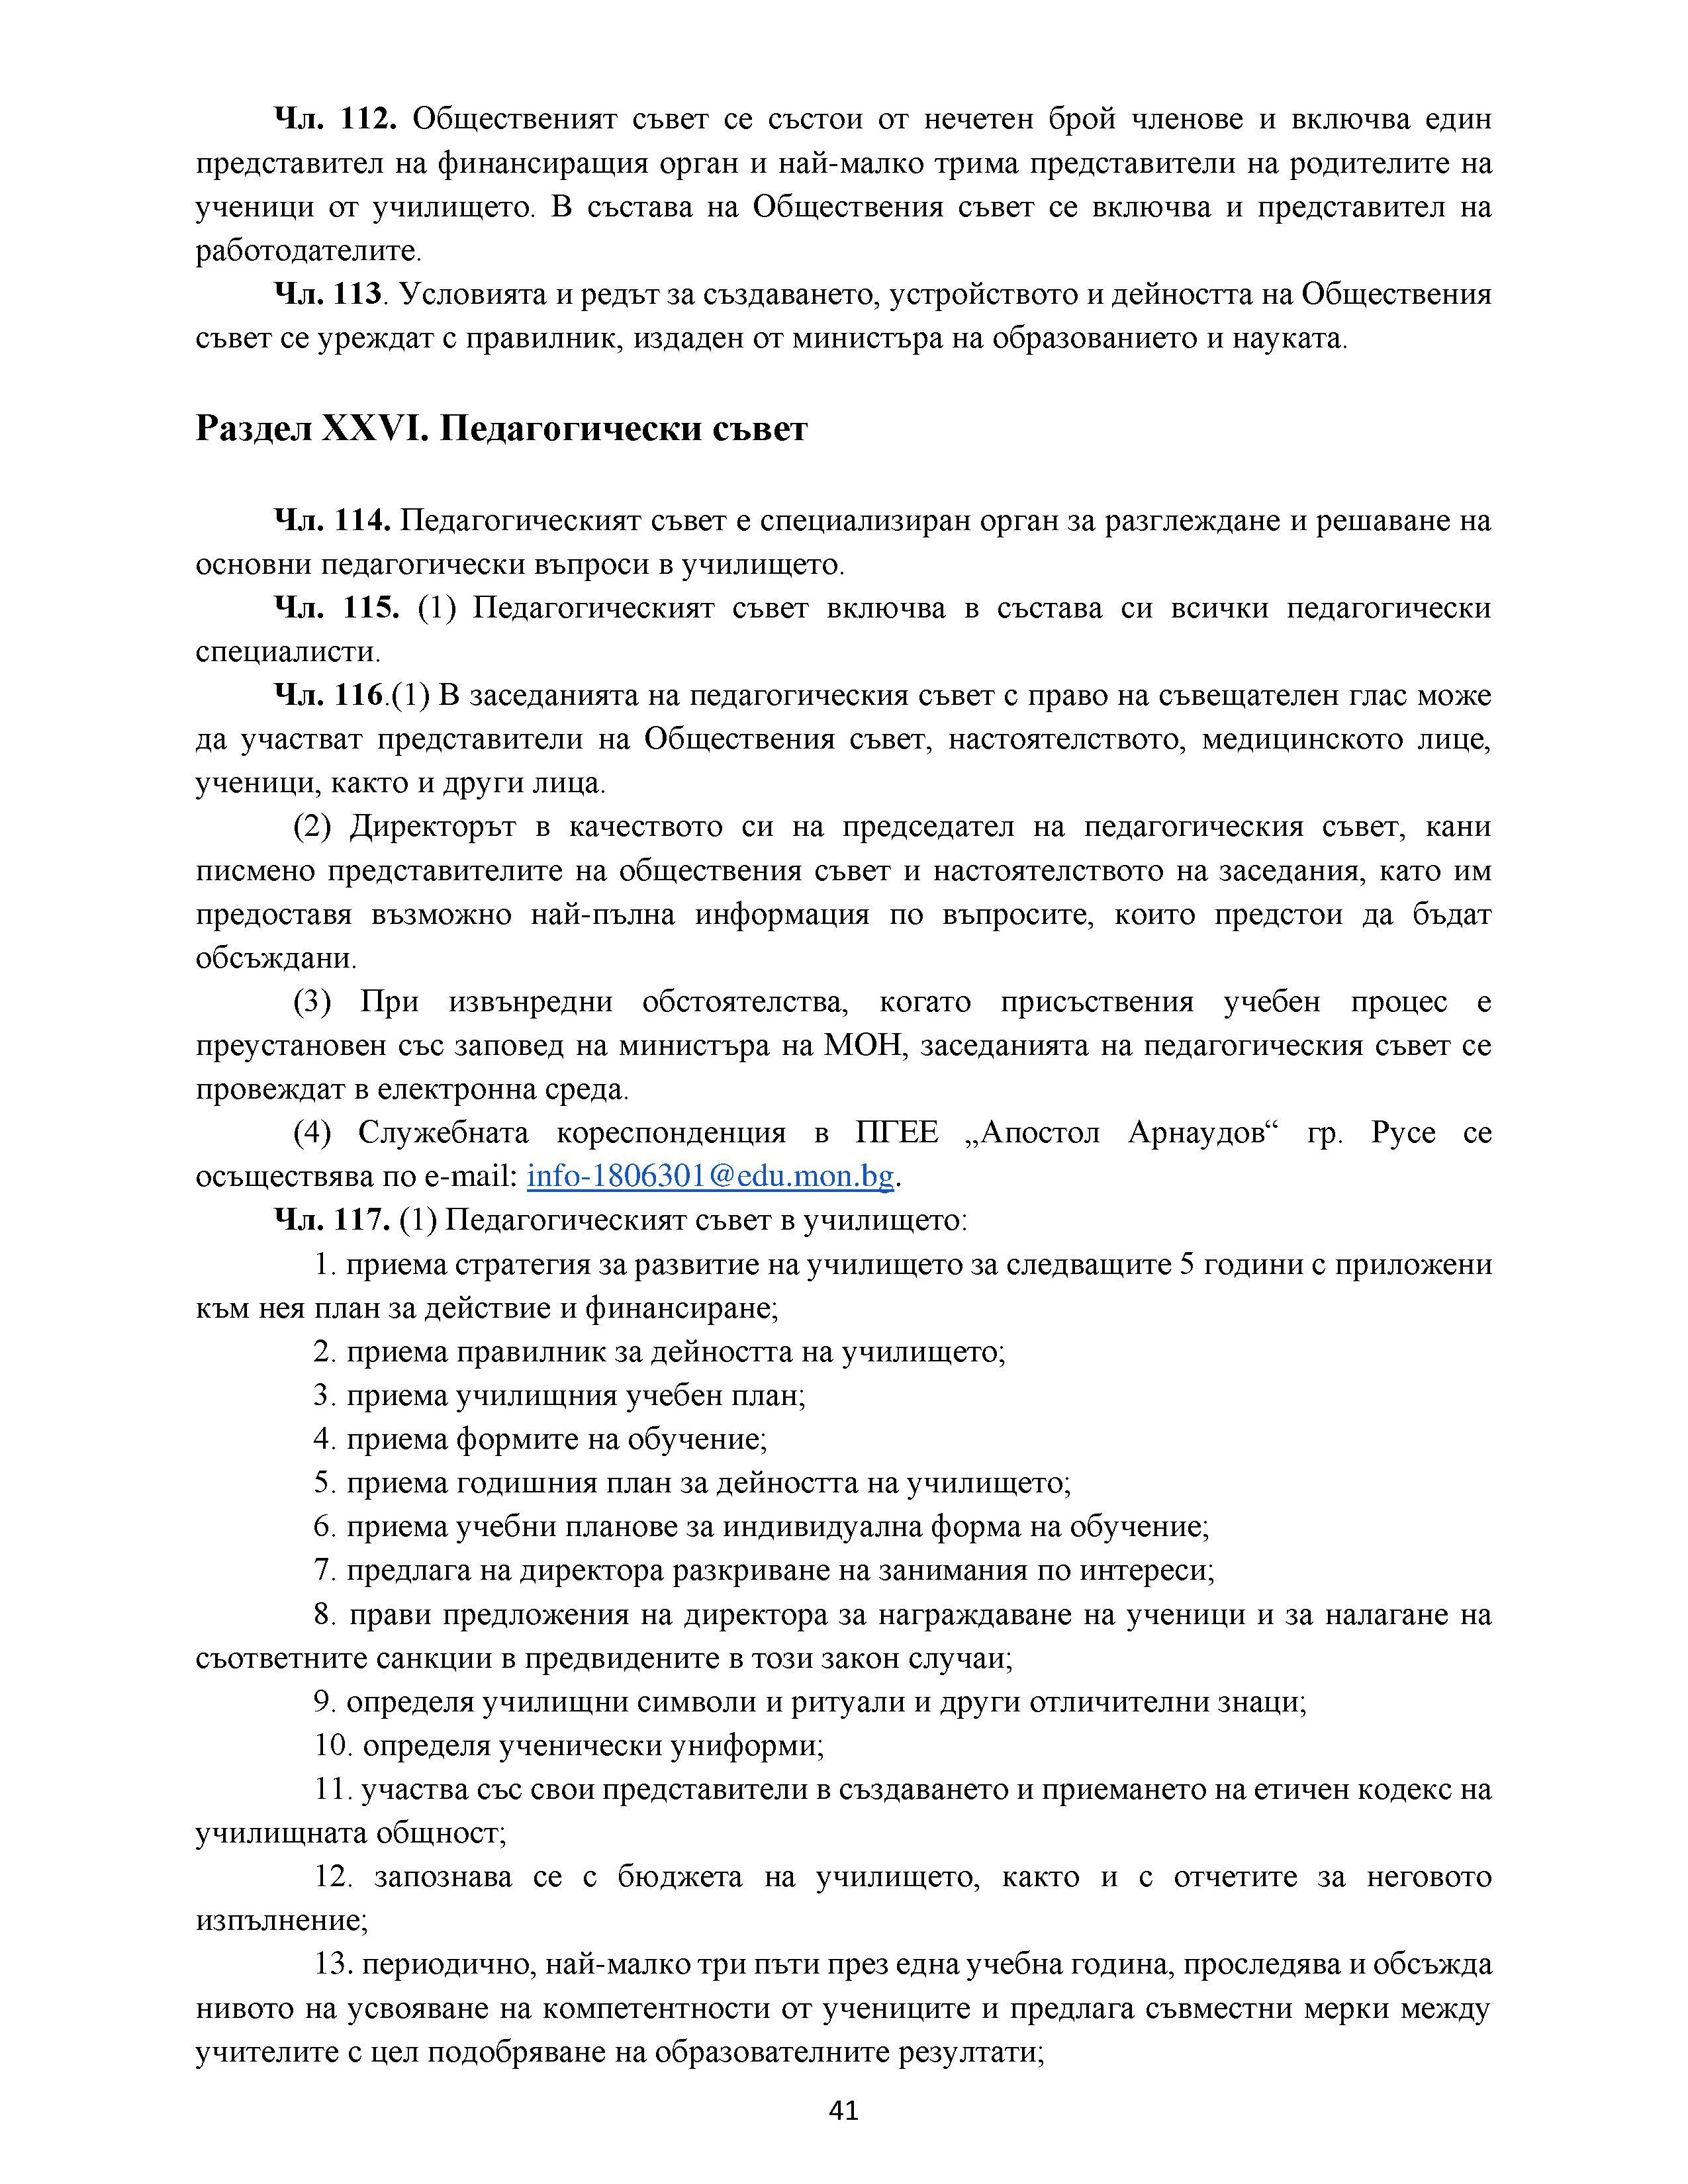 Чл. 112. Общественият съвет се състои от нечетен брой членове и включва един
представител на финансиращия орган и най-малко трима представители на родителите на
ученици от училището. В състава на Обществения съвет се включва и представител на
работодателите.
Чл. 113. Условията и редът за създаването, устройството и дейността на Обществения
съвет се уреждат с правилник, издаден от министъра на образованието и науката.
Раздел XXVI. Педагогически съвет
Чл. 114. Педагогическият съвет е специализиран орган за разглеждане и решаване на
основни педагогически въпроси в училището.
Чл. 115. (1) Педагогическият съвет включва в състава си всички педагогически
специалисти.
Чл. 116.(1) В заседанията на педагогическия съвет с право на съвещателен глас може
да участват представители на Обществения съвет, настоятелството, медицинското лице,
ученици, както и други лица.
(2) Директорът в качеството си на председател на педагогическия съвет, кани
писмено представителите на обществения съвет и настоятелството на заседания, като им
предоставя възможно най-пълна информация по въпросите, които предстои да бъдат
обсъждани.
(3) При извънредни обстоятелства, когато присъствения учебен процес е
преустановен със заповед на министъра на МОН, заседанията на педагогическия съвет се
провеждат в електронна среда.
(4) Служебната кореспонденция в ПГЕЕ „Апостол Арнаудов“ гр. Русе се
осъществява по e-mail: info-1806301@edu.mon.bg.
Чл. 117. (1) Педагогическият съвет в училището:
1. приема стратегия за развитие на училището за следващите 5 години с приложени
към нея план за действие и финансиране;
2. приема правилник за дейността на училището;
3. приема училищния учебен план;
4. приема формите на обучение;
5. приема годишния план за дейността на училището;
6. приема учебни планове за индивидуална форма на обучение;
7. предлага на директора разкриване на занимания по интереси;
8. прави предложения на директора за награждаване на ученици и за налагане на
съответните санкции в предвидените в този закон случаи;
9. определя училищни символи и ритуали и други отличителни знаци;
10. определя ученически униформи;
11. участва със свои представители в създаването и приемането на етичен кодекс на
училищната общност;
12. запознава се с бюджета на училището, както и с отчетите за неговото
изпълнение;
13. периодично, най-малко три пъти през една учебна година, проследява и обсъжда
нивото на усвояване на компетентности от учениците и предлага съвместни мерки между
учителите с цел подобряване на образователните резултати;
41